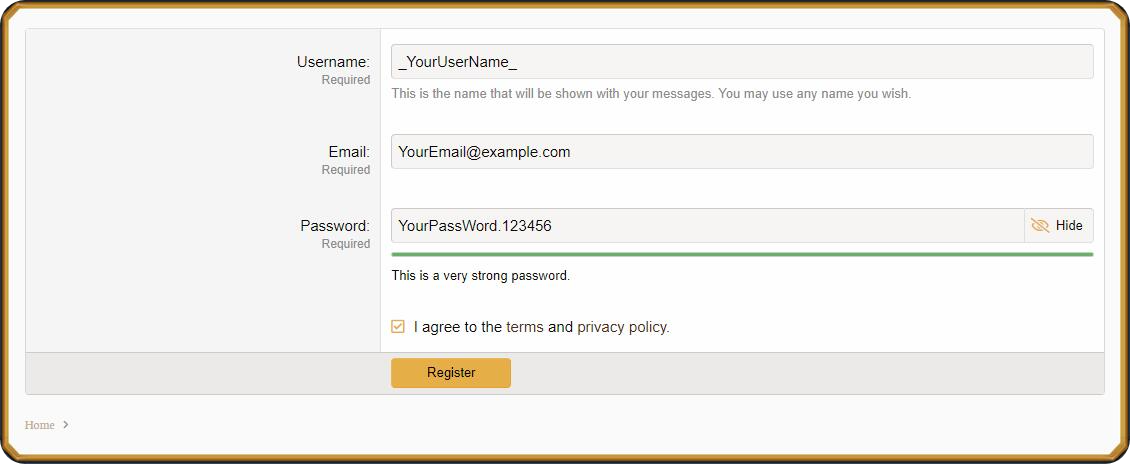 Username:
_YourUserName_
Required
This is the name that will be shown with your messages. You may use any name you wish.
Email:
YourEmail@example.com
Required
Password:
YourPassWord.123456
Hide
Required
This is a very strong password.
I agree to the terms and privacy policy.
Register
Home